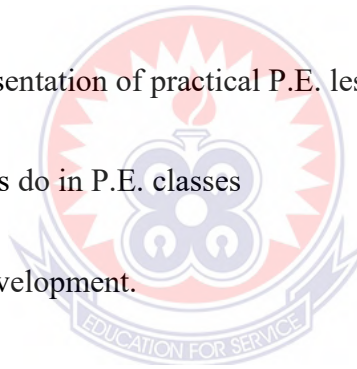 sentation of practical P.E. les
s do in P.E. classes
velopment.
EDUCATION FOR SERVICE